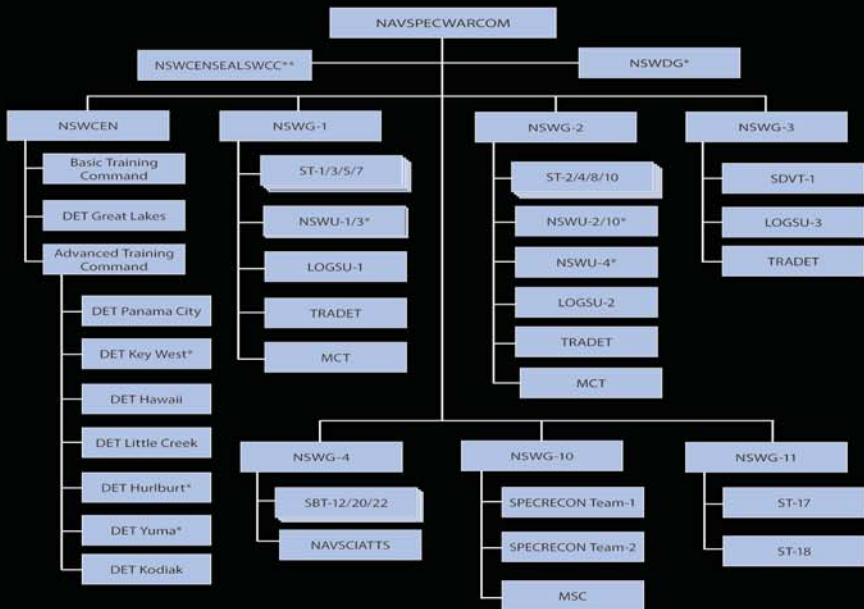 NAVSPECWARCOM
NSWCENSEALSWCC**
NSWDG*
NSWCEN
Basic Training
Command
DET Great Lakes
Advanced Training
Command
DET Panama City
DET Key West*
DET Hawaii
DET Little Creek
DET Hurlburt*
DET Yuma*
DET Kodiak
NSWG-1
ST-1/3/5/7
NSWU-1/3*
LOGSU-1
TRADET
MCT
NSWG-2
ST-2/4/8/10
NSWU-2/10*
NSWU-4*
LOGSU-2
TRADET
MCT
NSWG-3
SDVT-1
LOGSU-3
TRADET
NSWG-4
SBT-12/20/22
NAVSCIATTS
NSWG-10
SPECRECON Team-1
SPECRECON Team-2
MSC
NSWG-11
ST-17
ST-18